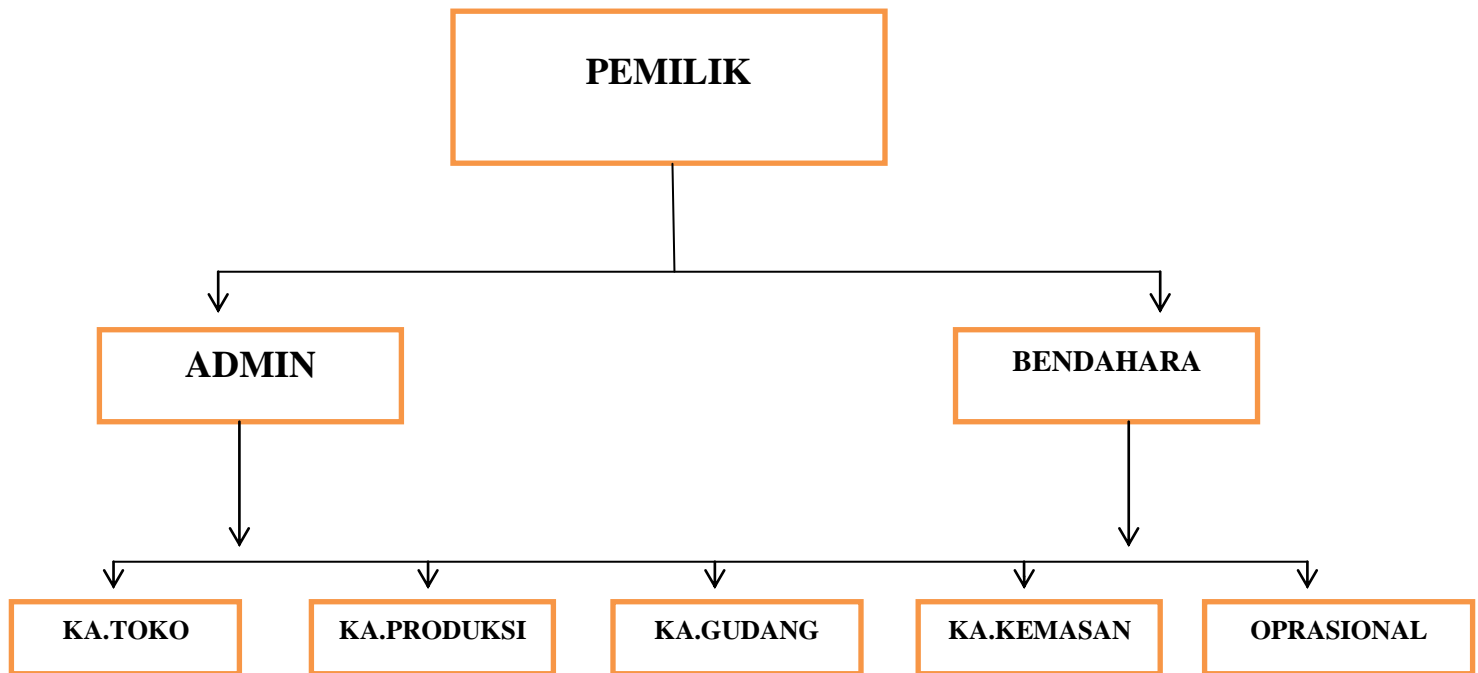 PEMILIK
ADMIN
BENDAHARA
KA.TOKO
KA.PRODUKSI
KA.GUDANG
KA.KEMASAN
OPRASIONAL